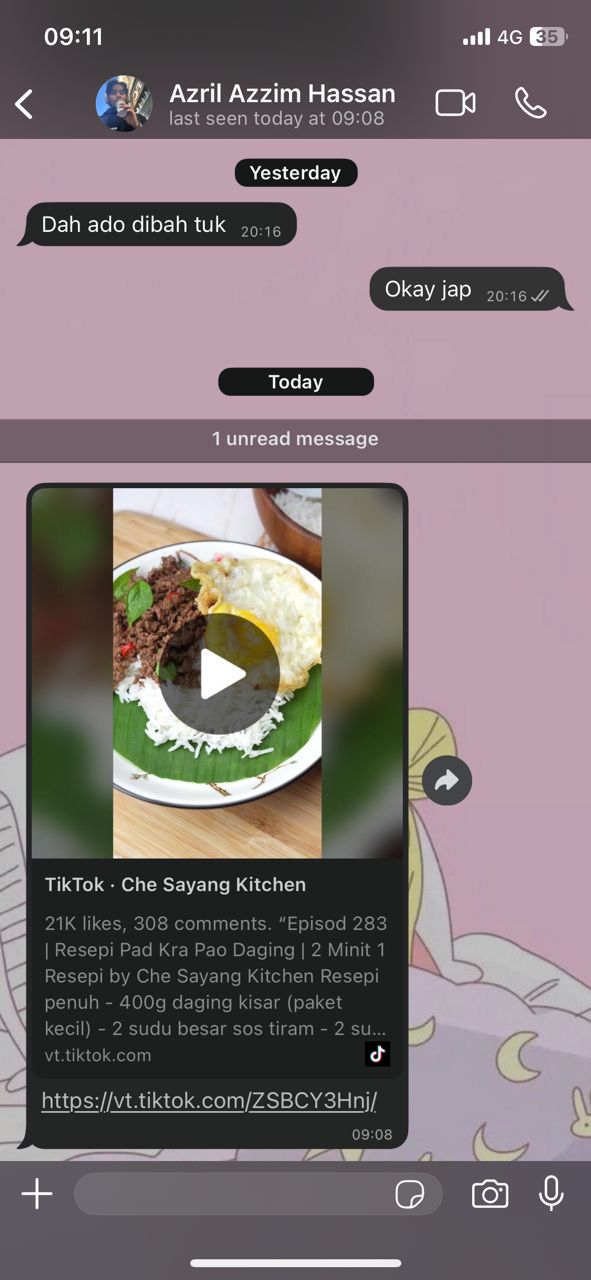 09:11
4G 35
Azril Azzim Hassan
last seen today at 09:08
Yesterday
Dah ado dibah tuk 20:16
Okay jap 20:16
Today
1 unread message
TikTok · Che Sayang Kitchen
21K likes, 308 comments. “Episod 283
| Resepi Pad Kra Pao Daging | 2 Minit 1
Resepi by Che Sayang Kitchen Resepi
penuh - 400g daging kisar (paket
kecil) - 2 sudu besar sos tiram - 2 su...
vt.tiktok.com
https://vt.tiktok.com/ZSBCY3Hnj/
09:08